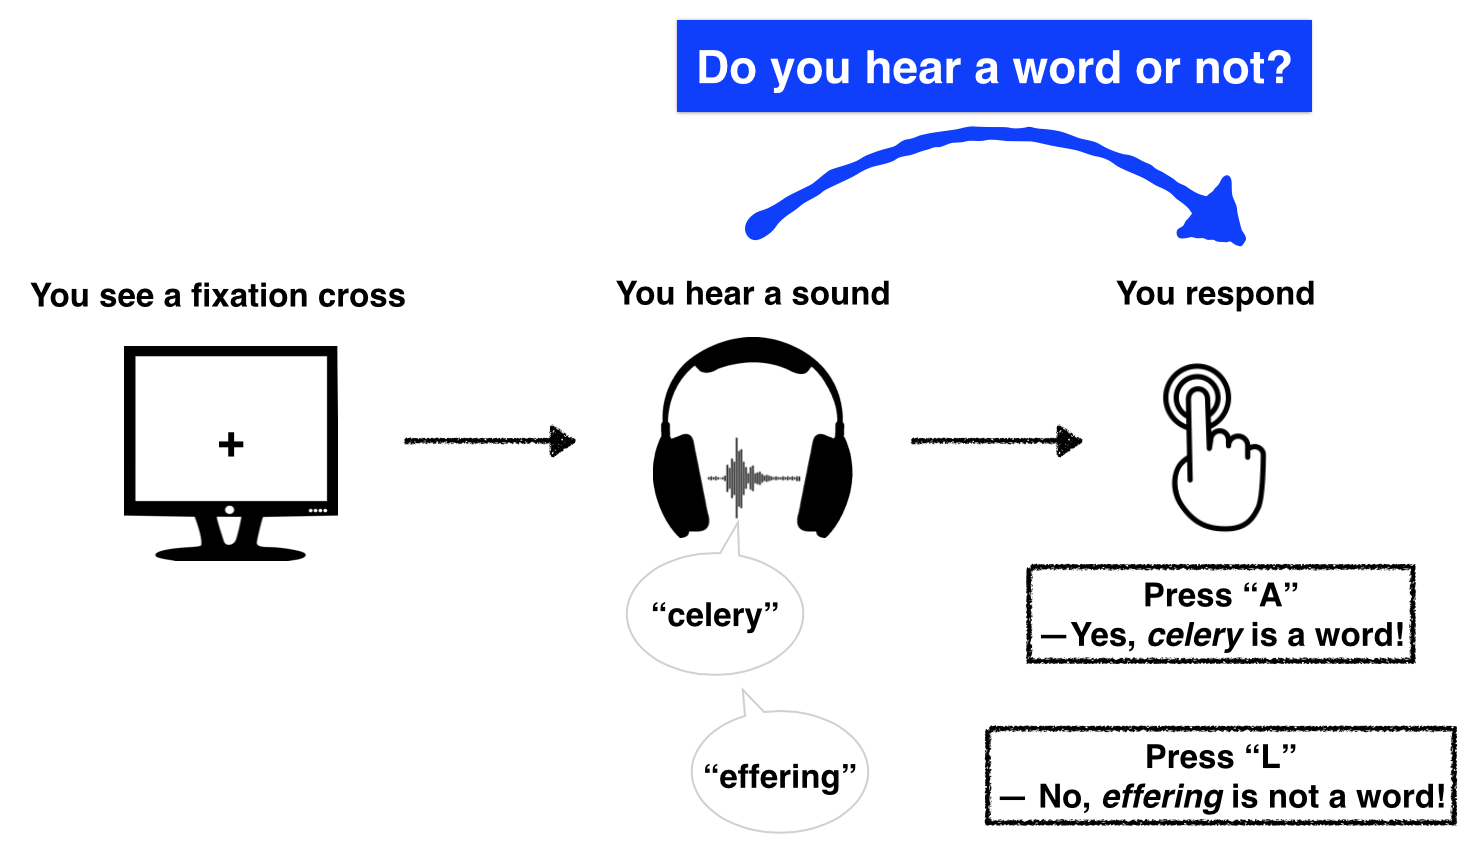 Do you hear a word or not?
You see a fixation cross
You hear a sound
You respond
“celery”
Press “A”
—Yes, celery is a word!
“effering”
Press “L”
— No, effering is not a word!